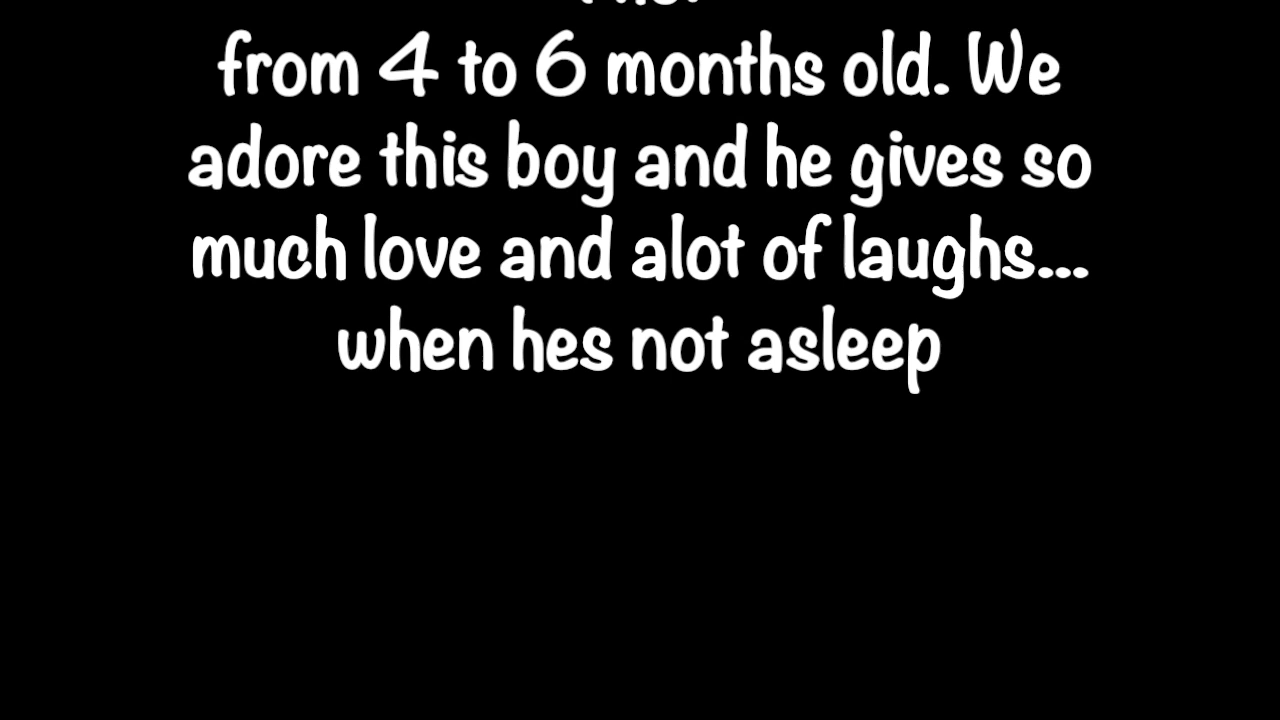 from 4 to 6 months old. We
adore this boy and he gives so
much love and alot of laughs...
when hes not asleep